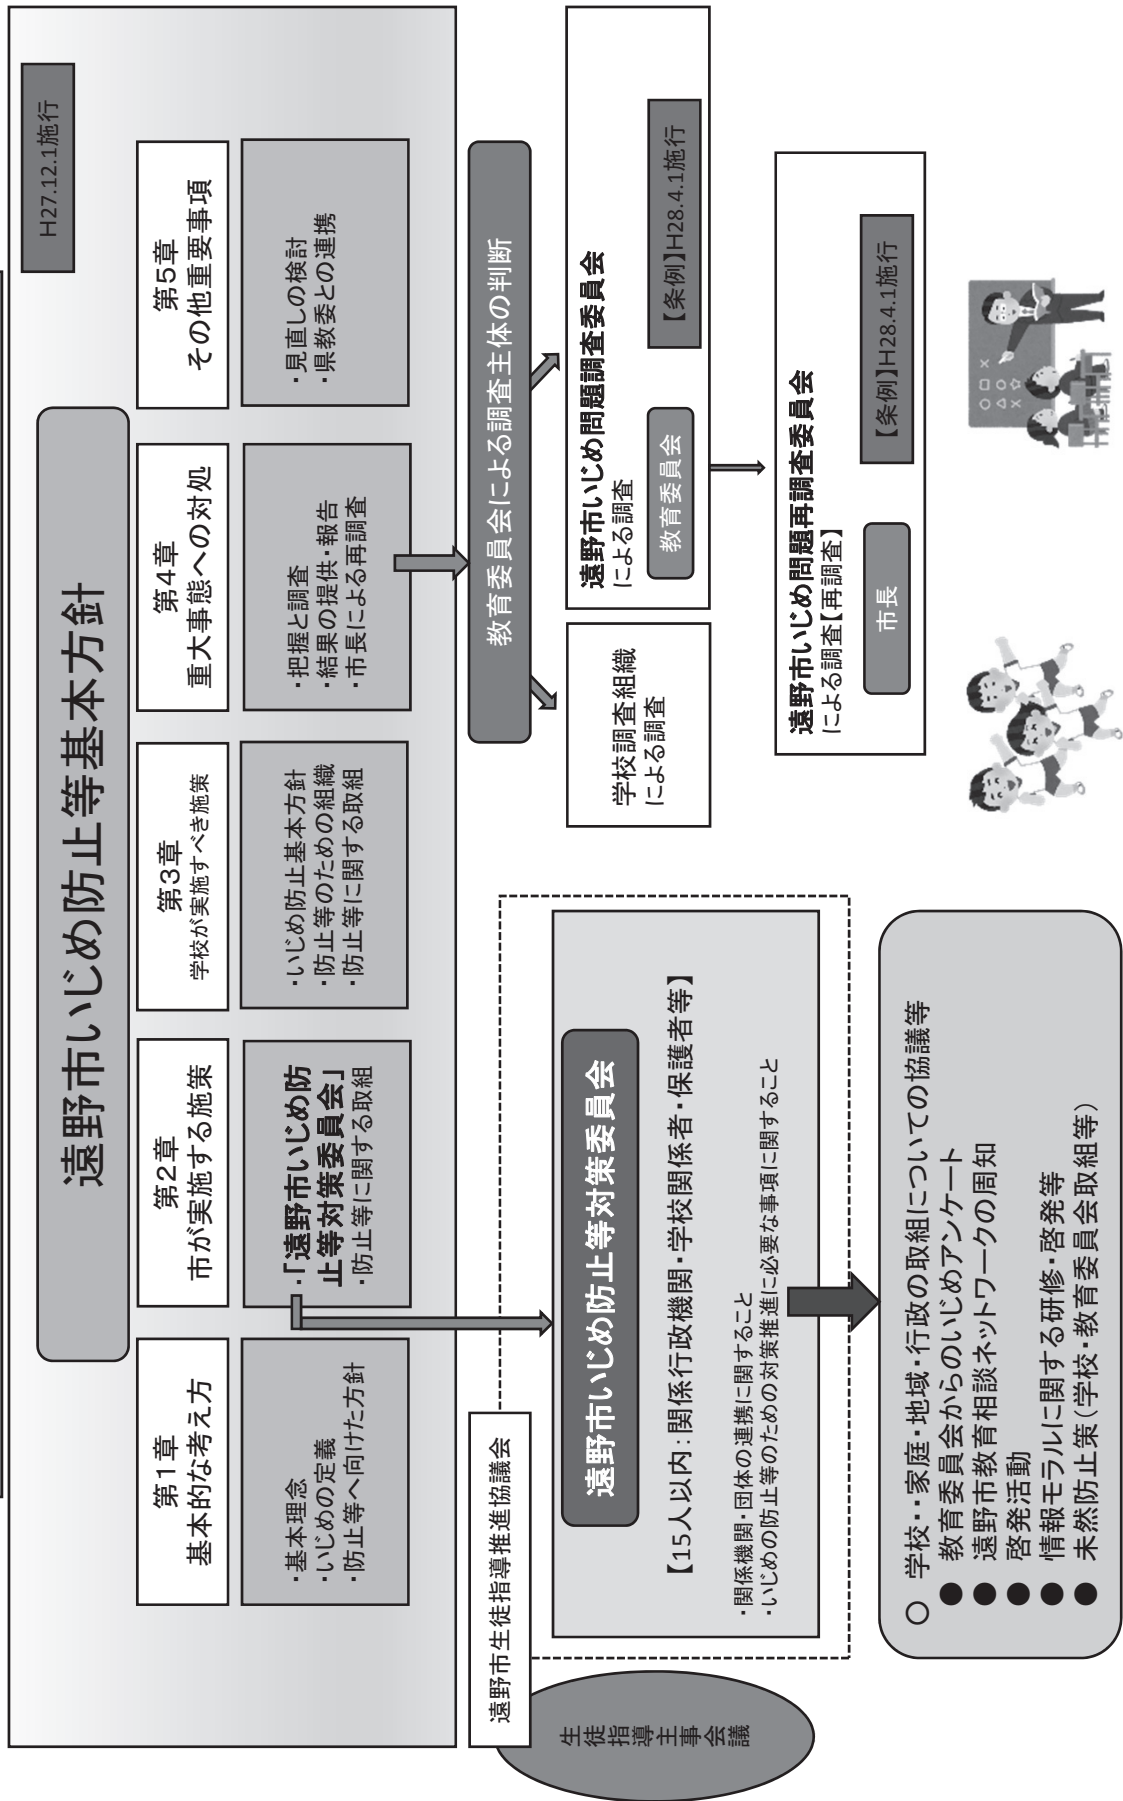 H27.12.1施行
遠野市いじめ防止等基本方針
第1章
基本的な考え方
・基本理念
・いじめの定義
・防止等へ向けた方針
第2章
市が実施する施策
・「遠野市いじめ防
止等対策委員会」
・防止等に関する取組
第3章
学校が実施すべき施策
・いじめ防止基本方針
・防止等のための組織
・防止等に関する取組
第4章
重大事態への対処
・把握と調査
・結果の提供・報告
・市長による再調査
第5章
その他重要事項
・見直しの検討
・県教委との連携
遠野市生徒指導推進協議会
生徒指導主事会議
遠野市いじめ防止等対策委員会
【15人以内：関係行政機関・学校関係者・保護者等】
・関係機関・団体の連携に関すること
・いじめの防止等のための対策推進に必要な事項に関すること
○ 学校・・家庭・地域・行政の取組についての協議等
● 教育委員会からのいじめアンケート
● 遠野市教育相談ネットワークの周知
● 啓発活動
● 情報モラルに関する研修・啓発等
● 未然防止策（学校・教育委員会取組等）
教育委員会による調査主体の判断
学校調査組織
による調査
遠野市いじめ問題調査委員会
による調査
教育委員会
【条例】H28.4.1施行
遠野市いじめ問題再調査委員会
による調査【再調査】
市長
【条例】H28.4.1施行